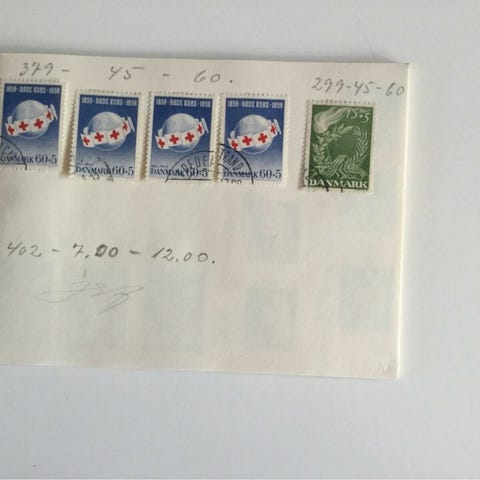 379 - 45 - 60.
299-45-60
1859 · RØDE KORS · 1959
DANMARK 60+5
1859 · RØDE KORS · 1959
DANMARK 60+5
1859 · RØDE KORS · 1959
DANMARK 60+5
1859 · RØDE KORS · 1959
DANMARK 60+5
15+5
DANMARK
402 - 7.00 - 12.00.